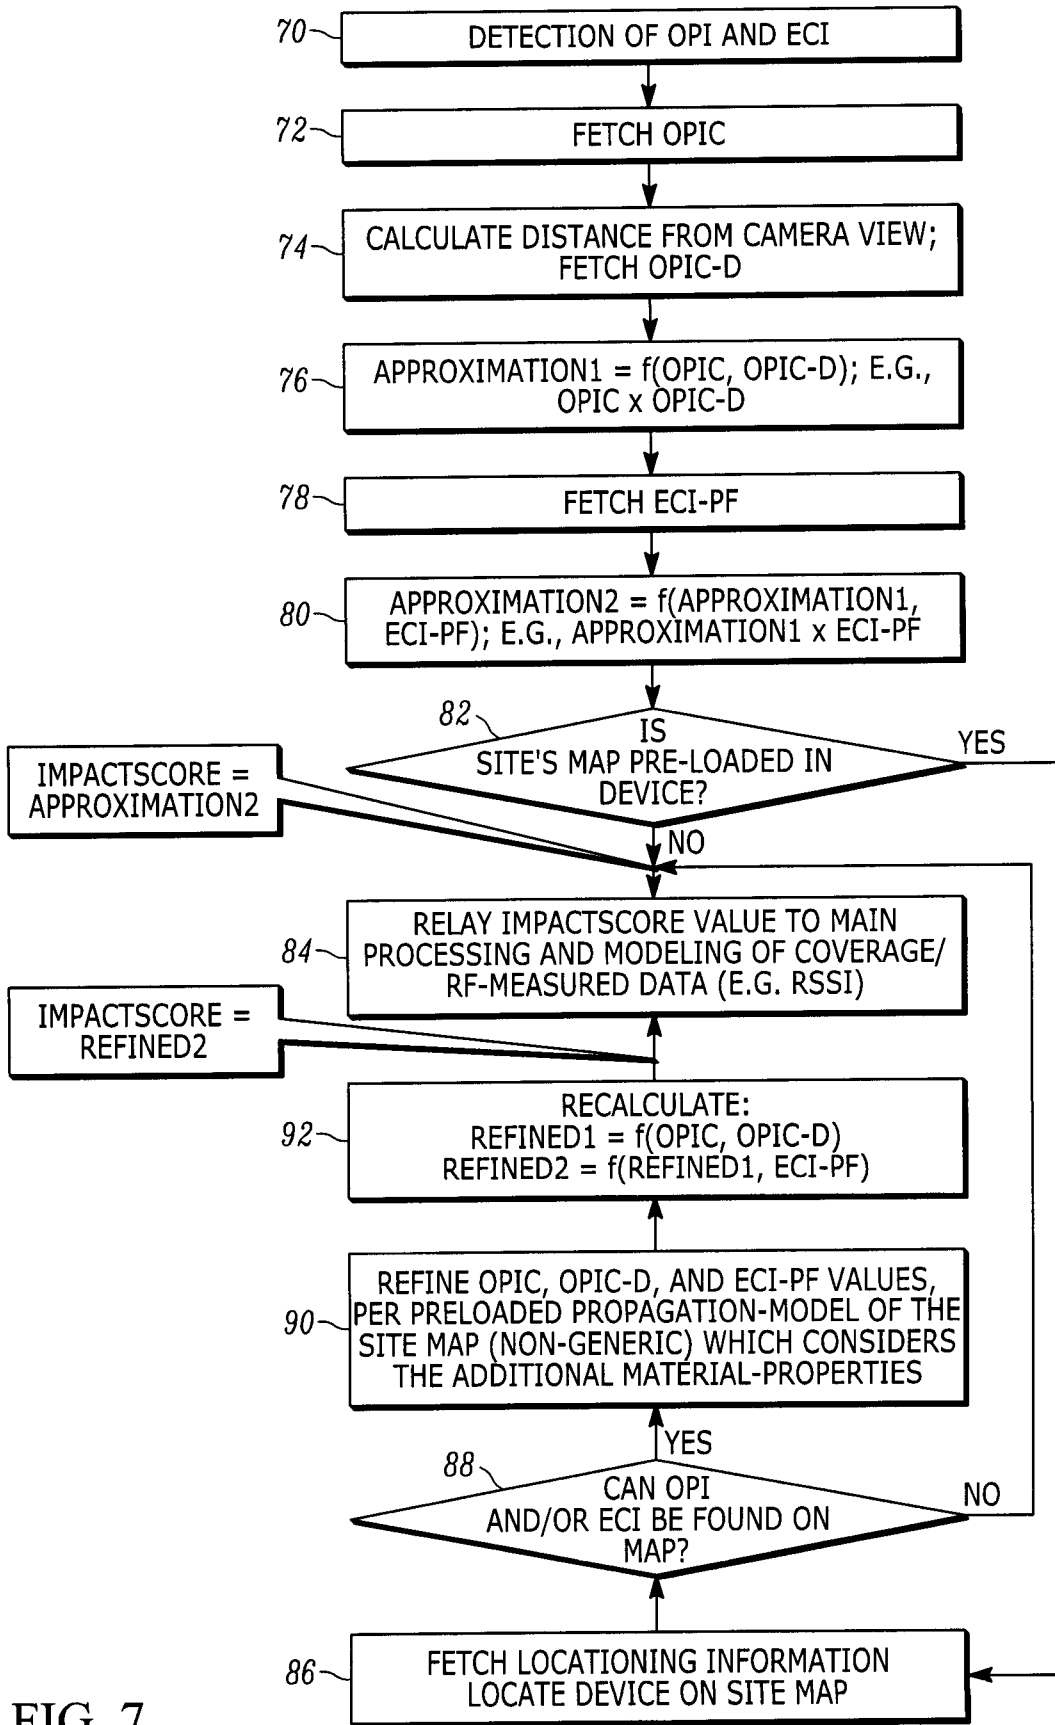 70
DETECTION OF OPI AND ECI
72
FETCH OPIC
74
CALCULATE DISTANCE FROM CAMERA VIEW;
FETCH OPIC-D
76
APPROXIMATION1 = f(OPIC, OPIC-D); E.G.,
OPIC x OPIC-D
78
FETCH ECI-PF
80
APPROXIMATION2 = f(APPROXIMATION1,
ECI-PF); E.G., APPROXIMATION1 x ECI-PF
82
IS
SITE'S MAP PRE-LOADED IN
DEVICE?
YES
NO
IMPACTSCORE =
APPROXIMATION2
84
RELAY IMPACTSCORE VALUE TO MAIN
PROCESSING AND MODELING OF COVERAGE/
RF-MEASURED DATA (E.G. RSSI)
IMPACTSCORE =
REFINED2
92
RECALCULATE:
REFINED1 = f(OPIC, OPIC-D)
REFINED2 = f(REFINED1, ECI-PF)
90
REFINE OPIC, OPIC-D, AND ECI-PF VALUES,
PER PRELOADED PROPAGATION-MODEL OF THE
SITE MAP (NON-GENERIC) WHICH CONSIDERS
THE ADDITIONAL MATERIAL-PROPERTIES
YES
88
CAN OPI
AND/OR ECI BE FOUND ON
MAP?
NO
86
FETCH LOCATIONING INFORMATION
LOCATE DEVICE ON SITE MAP
FIG. 7